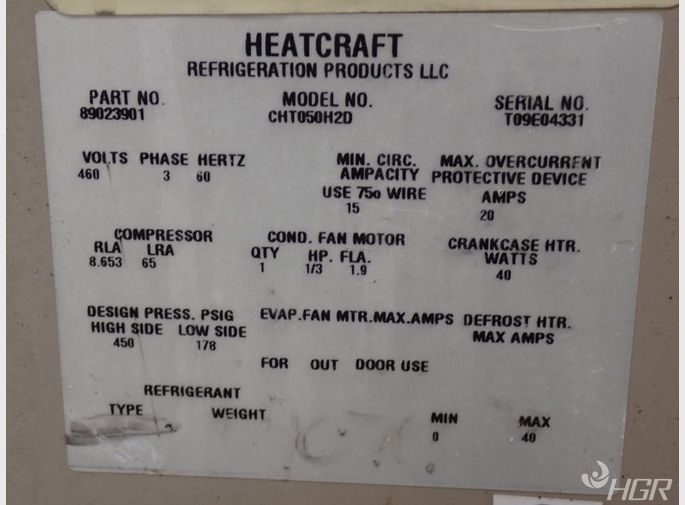 HEATCRAFT
REFRIGERATION PRODUCTS LLC
PART NO. MODEL NO. SERIAL NO.
89023901 CHT050H2D T09E04331
VOLTS PHASE HERTZ MIN. CIRC. MAX. OVERCURRENT
460 3 60 AMPACITY PROTECTIVE DEVICE
USE 75o WIRE AMPS
15 20
COMPRESSOR COND. FAN MOTOR CRANKCASE HTR.
RLA LRA QTY HP. FLA. WATTS
8.653 65 1 1/3 1.9 40
DESIGN PRESS. PSIG EVAP.FAN MTR.MAX.AMPS DEFROST HTR.
HIGH SIDE LOW SIDE MAX AMPS
450 178
FOR OUT DOOR USE
REFRIGERANT
TYPE WEIGHT MIN MAX
0 40
HGR